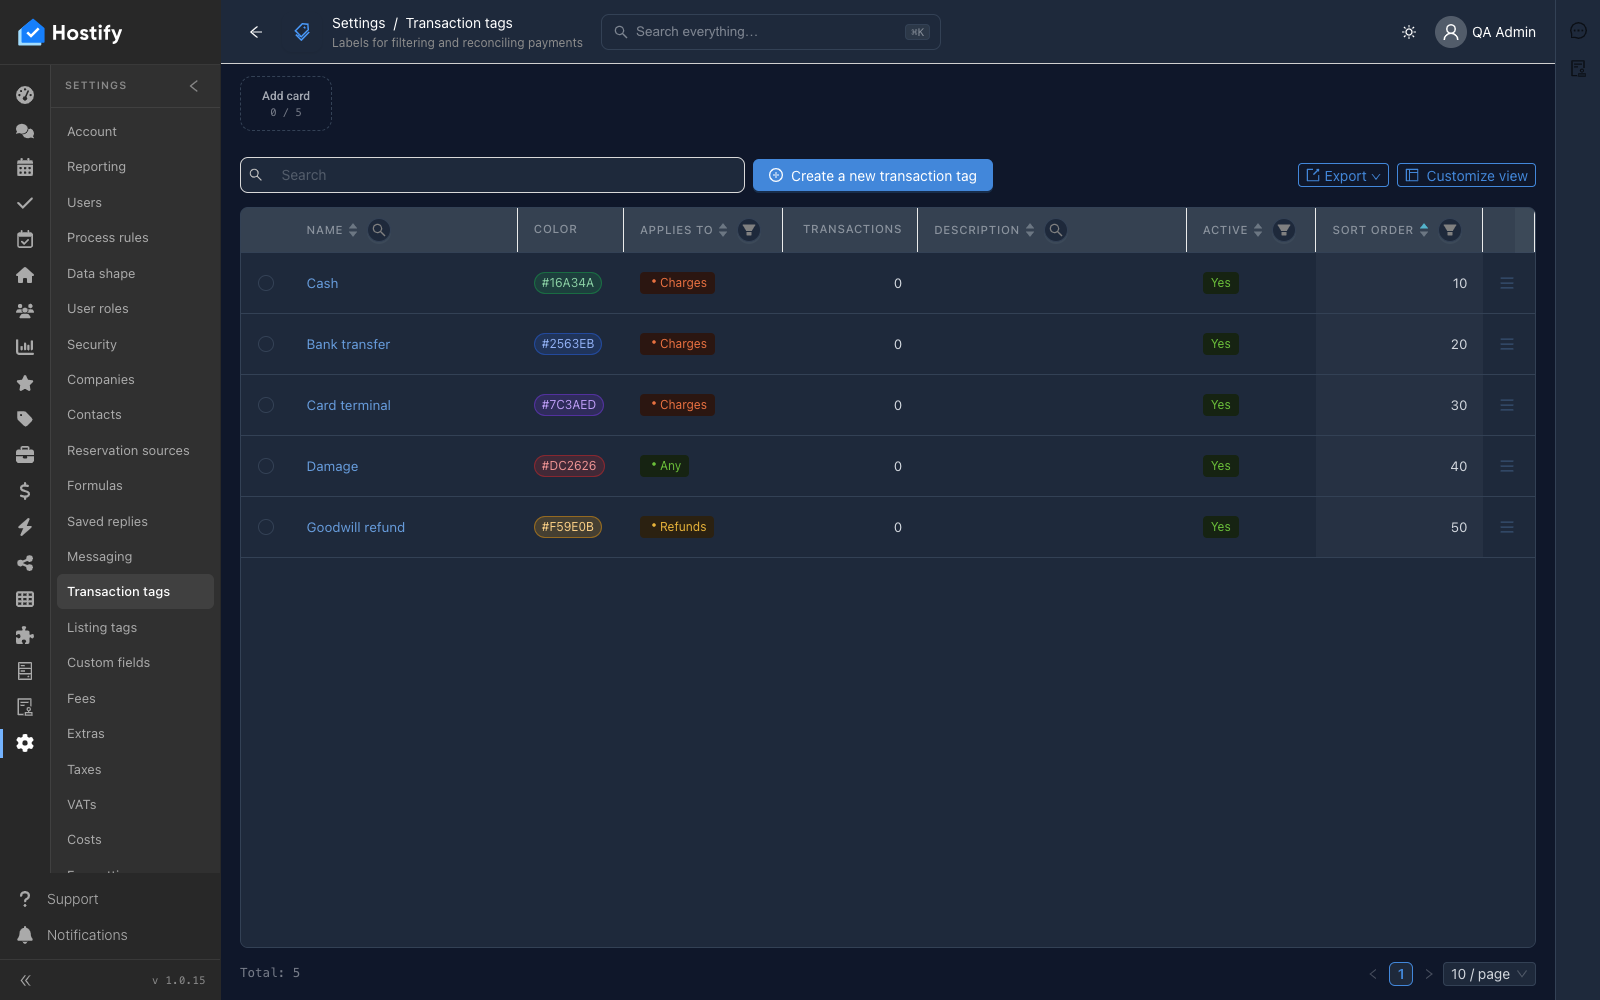 Hostify
Settings / Transaction tags
Labels for filtering and reconciling payments
Search everything...
⌘K
QA Admin
SETTINGS
Account
Reporting
Users
Process rules
Data shape
User roles
Security
Companies
Contacts
Reservation sources
Formulas
Saved replies
Messaging
Transaction tags
Listing tags
Custom fields
Fees
Extras
Taxes
VATs
Costs
Support
Notifications
v 1.0.15
Add card
0 / 5
Search
Create a new transaction tag
Export
Customize view
NAME COLOR APPLIES TO TRANSACTIONS DESCRIPTION ACTIVE SORT ORDER
Cash #16A34A • Charges 0 Yes 10
Bank transfer #2563EB • Charges 0 Yes 20
Card terminal #7C3AED • Charges 0 Yes 30
Damage #DC2626 • Any 0 Yes 40
Goodwill refund #F59E0B • Refunds 0 Yes 50
Total: 5
1
10 / page